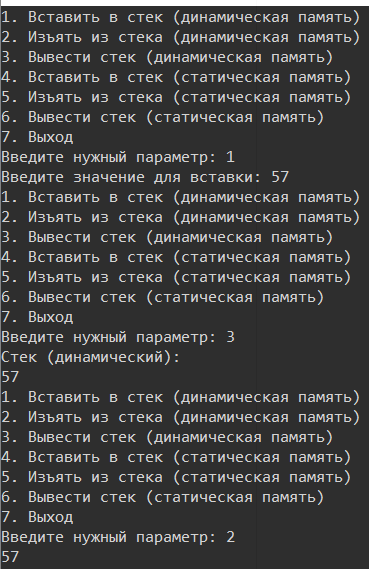 1. Вставить в стек (динамическая память)
2. Изъять из стека (динамическая память)
3. Вывести стек (динамическая память)
4. Вставить в стек (статическая память)
5. Изъять из стека (статическая память)
6. Вывести стек (статическая память)
7. Выход
Введите нужный параметр: 1
Введите значение для вставки: 57
1. Вставить в стек (динамическая память)
2. Изъять из стека (динамическая память)
3. Вывести стек (динамическая память)
4. Вставить в стек (статическая память)
5. Изъять из стека (статическая память)
6. Вывести стек (статическая память)
7. Выход
Введите нужный параметр: 3
Стек (динамический):
57
1. Вставить в стек (динамическая память)
2. Изъять из стека (динамическая память)
3. Вывести стек (динамическая память)
4. Вставить в стек (статическая память)
5. Изъять из стека (статическая память)
6. Вывести стек (статическая память)
7. Выход
Введите нужный параметр: 2
57